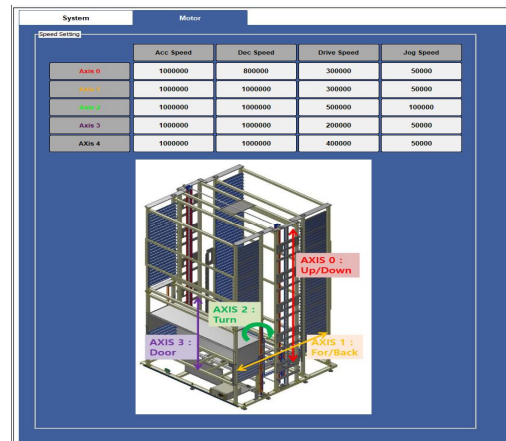 System Motor
Speed Setting
Acc Speed Dec Speed Drive Speed Jog Speed
Axis 0 1000000 800000 300000 50000
Axis 1 1000000 1000000 300000 50000
Axis 2 1000000 1000000 500000 100000
Axis 3 1000000 1000000 200000 50000
AXis 4 1000000 1000000 400000 50000
AXIS 0 :
Up/Down
AXIS 2 :
Turn
AXIS 3 :
Door
AXIS 1 :
For/Back